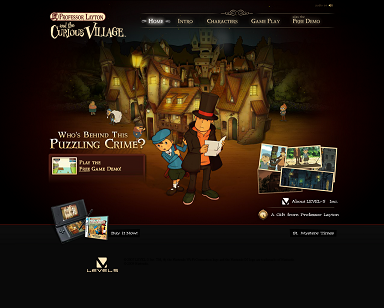 PROFESSOR LAYTON
and the
CURIOUS VILLAGE
HOME
INTRO
CHARACTERS
GAME PLAY
FREE DEMO
WHO'S BEHIND THIS
PUZZLING CRIME?
PLAY THE
FREE GAME DEMO!
About LEVEL-5 Inc.
A Gift from Professor Layton
Buy It Now!
St. Mystere Times
LEVEL5